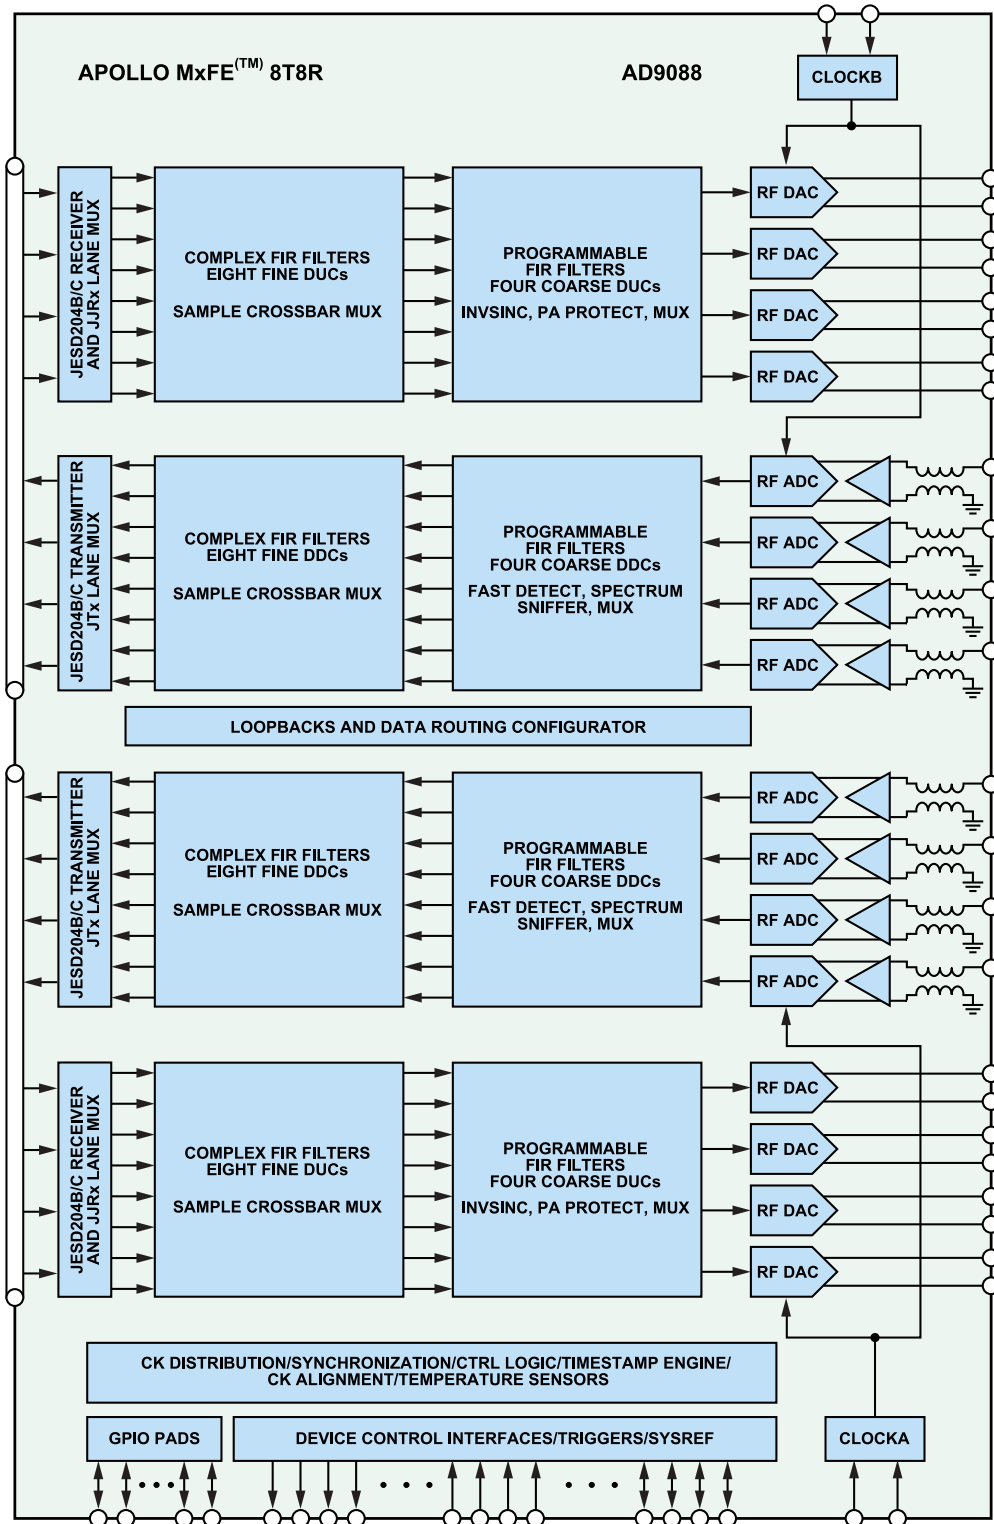 APOLLO MxFE(TM) 8T8R
AD9088
CLOCKB
JESD204B/C RECEIVER
AND JJRx LANE MUX
COMPLEX FIR FILTERS
EIGHT FINE DUCs
SAMPLE CROSSBAR MUX
PROGRAMMABLE
FIR FILTERS
FOUR COARSE DUCs
INVSINC, PA PROTECT, MUX
RF DAC
RF DAC
RF DAC
RF DAC
JESD204B/C TRANSMITTER
JTx LANE MUX
COMPLEX FIR FILTERS
EIGHT FINE DDCs
SAMPLE CROSSBAR MUX
PROGRAMMABLE
FIR FILTERS
FOUR COARSE DDCs
FAST DETECT, SPECTRUM
SNIFFER, MUX
RF ADC
RF ADC
RF ADC
RF ADC
LOOPBACKS AND DATA ROUTING CONFIGURATOR
JESD204B/C TRANSMITTER
JTx LANE MUX
COMPLEX FIR FILTERS
EIGHT FINE DDCs
SAMPLE CROSSBAR MUX
PROGRAMMABLE
FIR FILTERS
FOUR COARSE DDCs
FAST DETECT, SPECTRUM
SNIFFER, MUX
RF ADC
RF ADC
RF ADC
RF ADC
JESD204B/C RECEIVER
AND JJRx LANE MUX
COMPLEX FIR FILTERS
EIGHT FINE DUCs
SAMPLE CROSSBAR MUX
PROGRAMMABLE
FIR FILTERS
FOUR COARSE DUCs
INVSINC, PA PROTECT, MUX
RF DAC
RF DAC
RF DAC
RF DAC
CK DISTRIBUTION/SYNCHRONIZATION/CTRL LOGIC/TIMESTAMP ENGINE/
CK ALIGNMENT/TEMPERATURE SENSORS
GPIO PADS
DEVICE CONTROL INTERFACES/TRIGGERS/SYSREF
CLOCKA